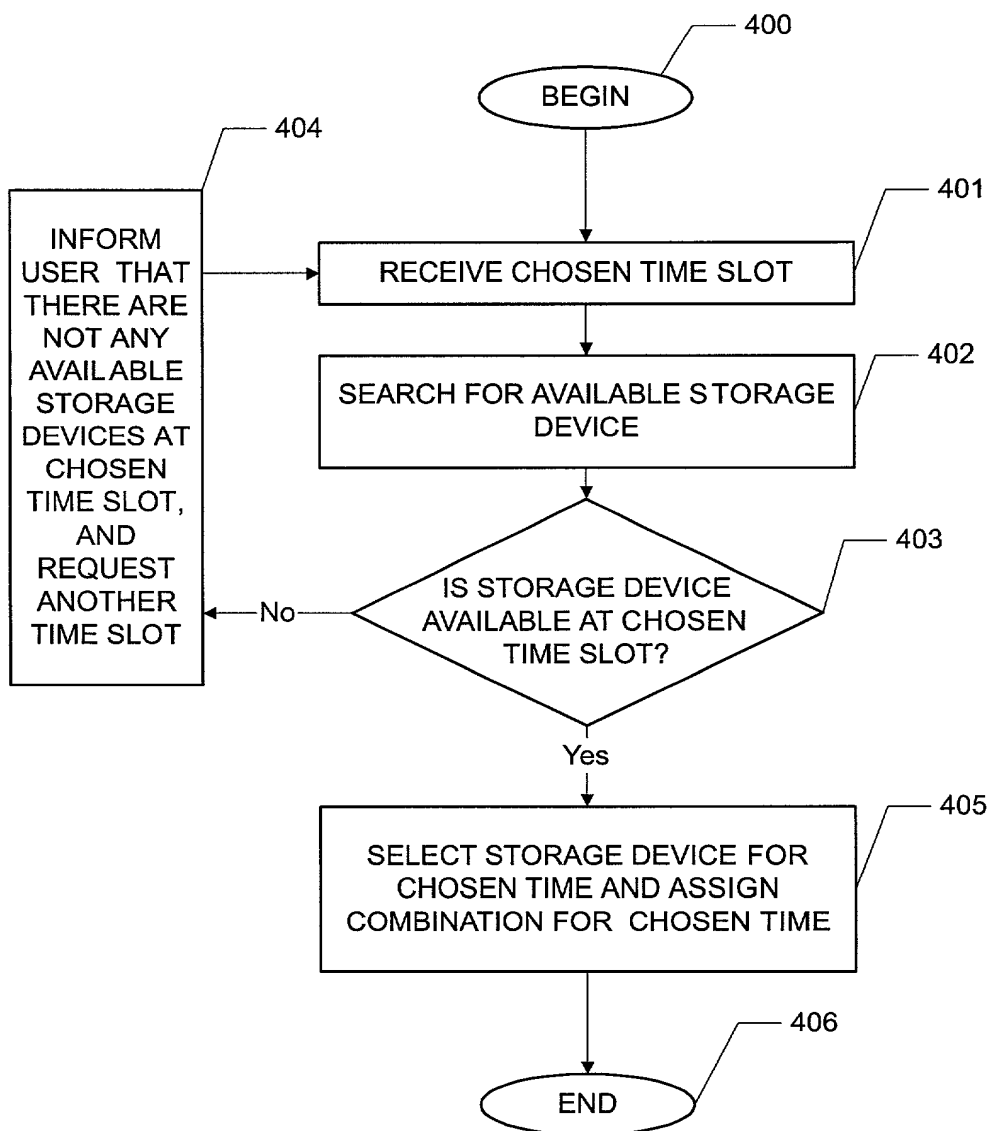 400
BEGIN
404
401
INFORM
USER THAT
THERE ARE
NOT ANY
AVAILABLE
STORAGE
DEVICES AT
CHOSEN
TIME SLOT,
AND
REQUEST
ANOTHER
TIME SLOT
RECEIVE CHOSEN TIME SLOT
402
SEARCH FOR AVAILABLE STORAGE
DEVICE
403
IS STORAGE DEVICE
AVAILABLE AT CHOSEN
TIME SLOT?
No
Yes
405
SELECT STORAGE DEVICE FOR
CHOSEN TIME AND ASSIGN
COMBINATION FOR CHOSEN TIME
406
END